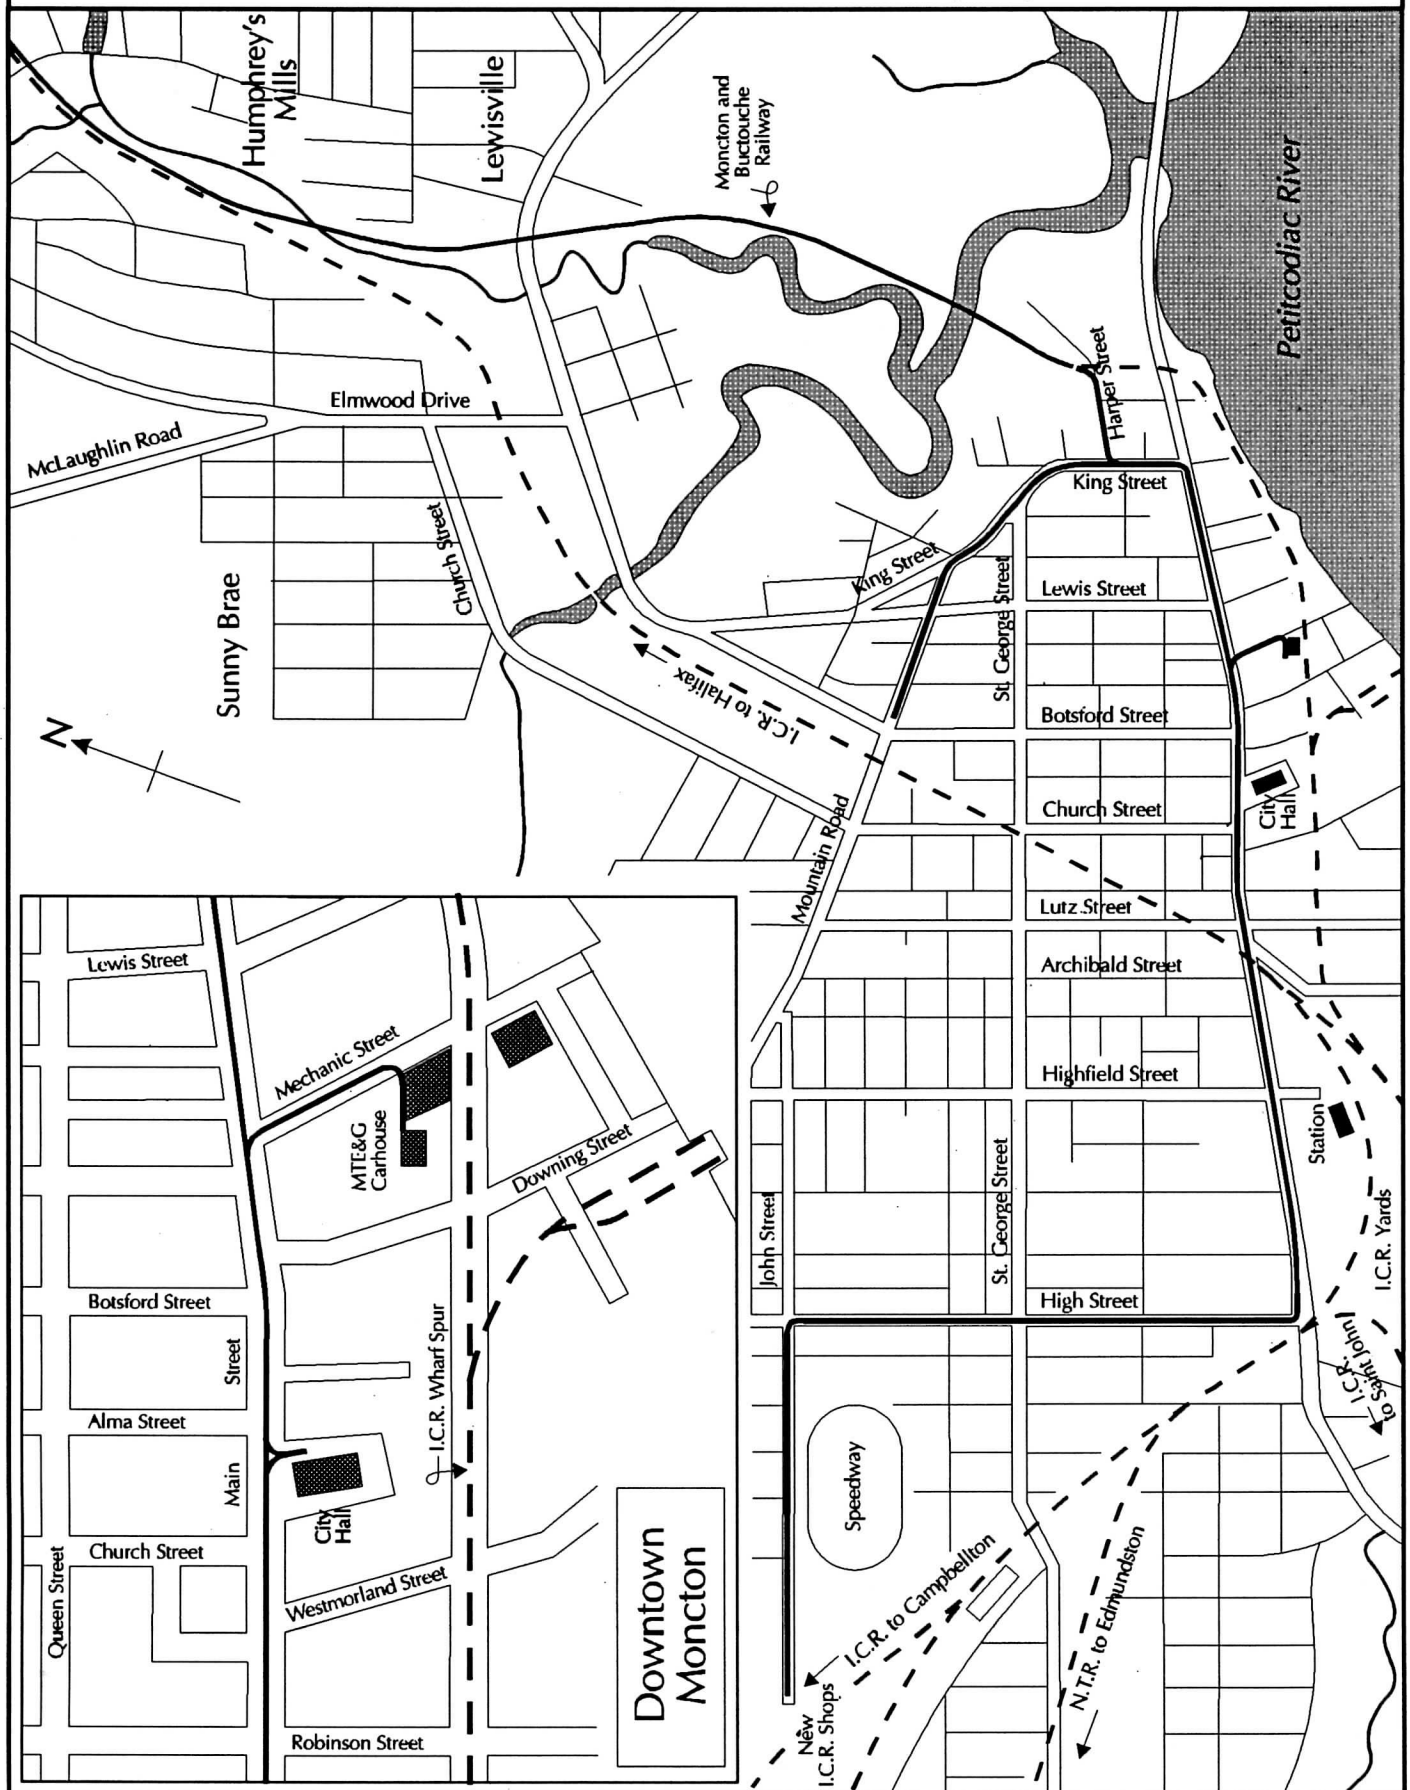 Humphrey's
Mills
Lewisville
Moncton and
Buctouche
Railway
Petitcodiac River
Harper Street
Elmwood Drive
McLaughlin Road
King Street
Church Street
King Street
St. George Street
Lewis Street
Sunny Brae
I.C.R. to Halifax
Botsford Street
N
City
Hall
Church Street
Mountain Road
Lutz Street
Archibald Street
Highfield Street
Station
John Street
St. George Street
I.C.R. Yards
High Street
I.C.R.
to Saint John
Speedway
I.C.R. to Campbellton
N.T.R. to Edmundston
New
I.C.R. Shops
Lewis Street
Mechanic Street
MTE&G
Carhouse
Downing Street
Botsford Street
Street
I.C.R. Wharf Spur
Alma Street
Main
City
Hall
Church Street
Queen Street
Westmorland Street
Downtown
Moncton
Robinson Street